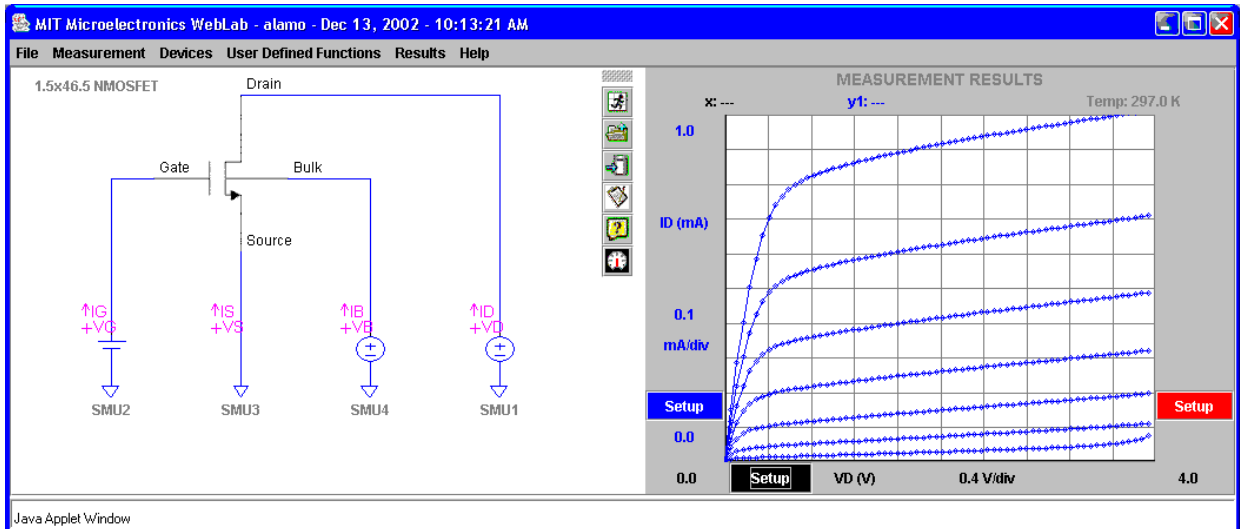 MIT Microelectronics WebLab - alamo - Dec 13, 2002 - 10:13:21 AM
File Measurement Devices User Defined Functions Results Help
1.5x46.5 NMOSFET
Drain
Gate
Bulk
Source
↑IG
+VG
↑IS
+VS
↑IB
+VB
↑ID
+VD
SMU2
SMU3
SMU4
SMU1
MEASUREMENT RESULTS
x: ---
y1: ---
Temp: 297.0 K
1.0
ID (mA)
0.1
mA/div
Setup
0.0
Setup
0.0
Setup
VD (V)
0.4 V/div
4.0
Java Applet Window